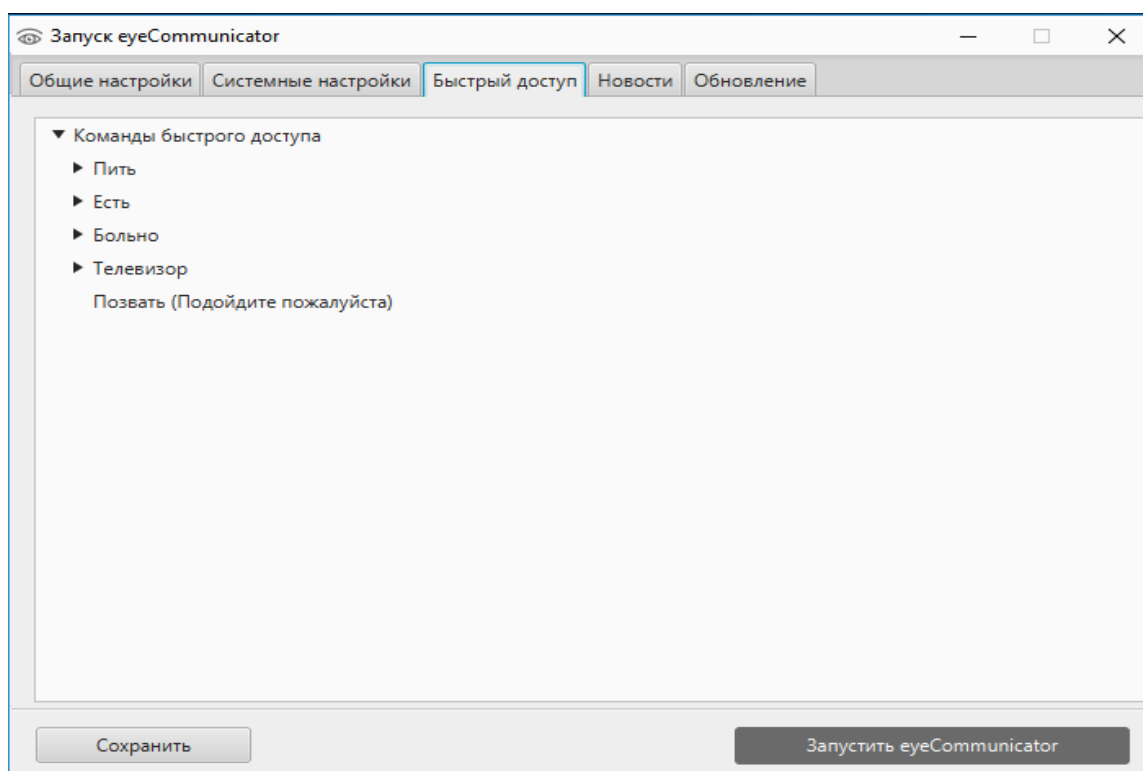 Запуск eyeCommunicator
Общие настройки Системные настройки Быстрый доступ Новости Обновление
Команды быстрого доступа
Пить
Есть
Больно
Телевизор
Позвать (Подойдите пожалуйста)
Сохранить Запустить eyeCommunicator